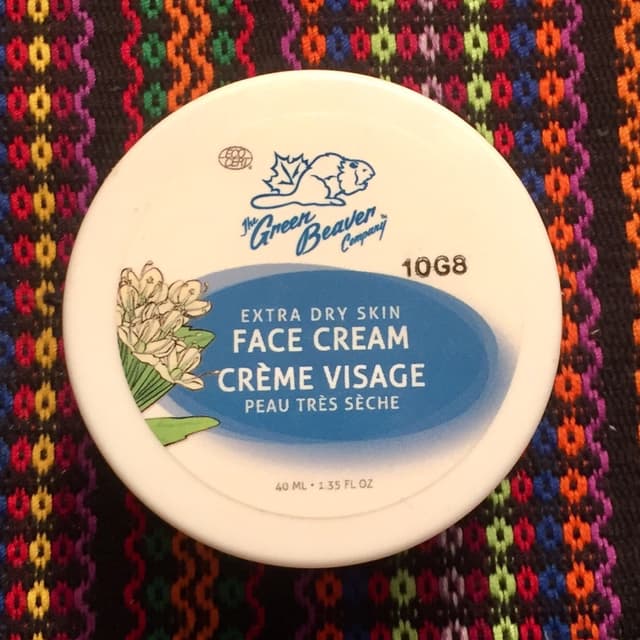 ECO
CERT
The
Green
Beaver
Company™
10G8
EXTRA DRY SKIN
FACE CREAM
CRÈME VISAGE
PEAU TRÈS SÈCHE
40 ML • 1.35 FL OZ